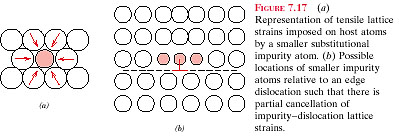 FIGURE 7.17 (a)
Representation of tensile lattice
strains imposed on host atoms
by a smaller substitutional
impurity atom. (b) Possible
locations of smaller impurity
atoms relative to an edge
dislocation such that there is
partial cancellation of
impurity–dislocation lattice
strains.
(a)
(b)